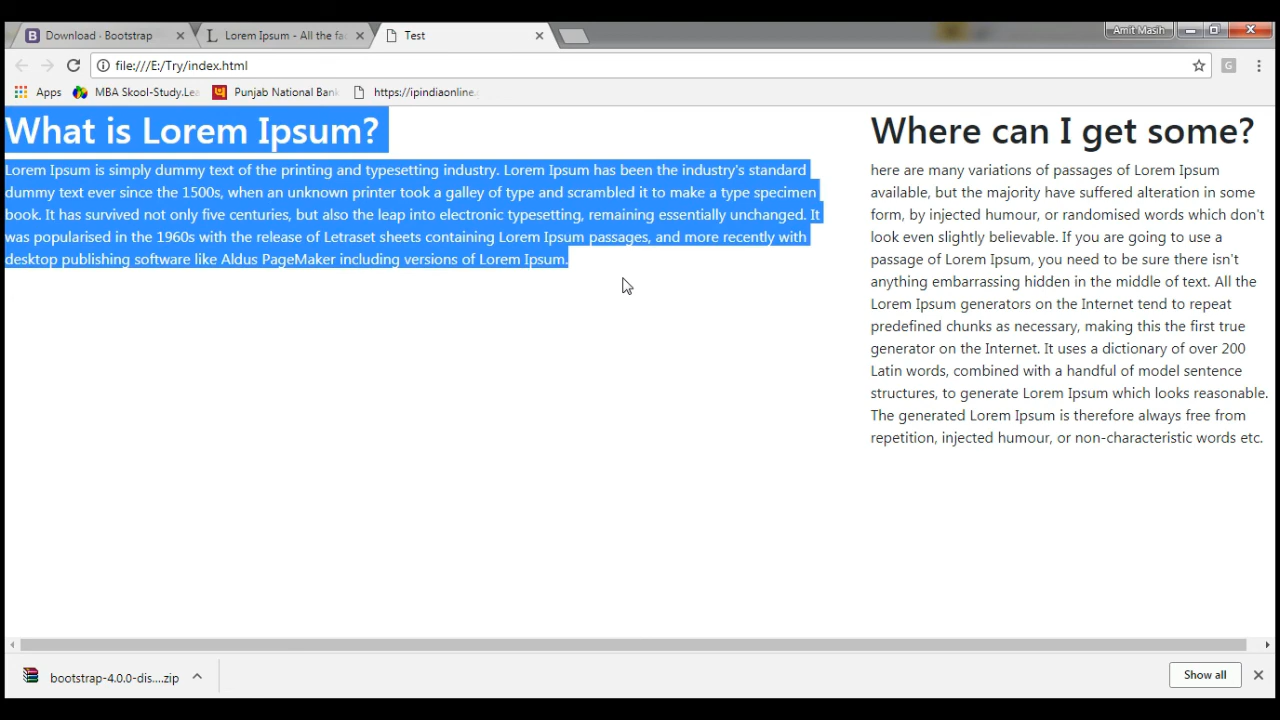 Download · Bootstrap
Lorem Ipsum - All the fa
Test
Amit Masih
file:///E:/Try/index.html
Apps
MBA Skool-Study.Lea
Punjab National Bank
https://ipindiaonline.g
What is Lorem Ipsum?
Lorem Ipsum is simply dummy text of the printing and typesetting industry. Lorem Ipsum has been the industry's standard
dummy text ever since the 1500s, when an unknown printer took a galley of type and scrambled it to make a type specimen
book. It has survived not only five centuries, but also the leap into electronic typesetting, remaining essentially unchanged. It
was popularised in the 1960s with the release of Letraset sheets containing Lorem Ipsum passages, and more recently with
desktop publishing software like Aldus PageMaker including versions of Lorem Ipsum.
Where can I get some?
here are many variations of passages of Lorem Ipsum
available, but the majority have suffered alteration in some
form, by injected humour, or randomised words which don't
look even slightly believable. If you are going to use a
passage of Lorem Ipsum, you need to be sure there isn't
anything embarrassing hidden in the middle of text. All the
Lorem Ipsum generators on the Internet tend to repeat
predefined chunks as necessary, making this the first true
generator on the Internet. It uses a dictionary of over 200
Latin words, combined with a handful of model sentence
structures, to generate Lorem Ipsum which looks reasonable.
The generated Lorem Ipsum is therefore always free from
repetition, injected humour, or non-characteristic words etc.
bootstrap-4.0.0-dis....zip
Show all